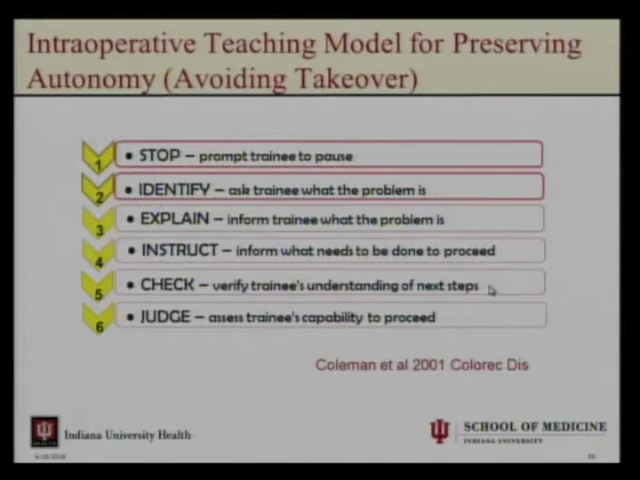 Intraoperative Teaching Model for Preserving
Autonomy (Avoiding Takeover)
1 • STOP – prompt trainee to pause
2 • IDENTIFY – ask trainee what the problem is
3 • EXPLAIN – inform trainee what the problem is
4 • INSTRUCT – inform what needs to be done to proceed
5 • CHECK – verify trainee's understanding of next steps
6 • JUDGE – assess trainee's capability to proceed
Coleman et al 2001 Colorec Dis
Indiana University Health
SCHOOL OF MEDICINE
INDIANA UNIVERSITY